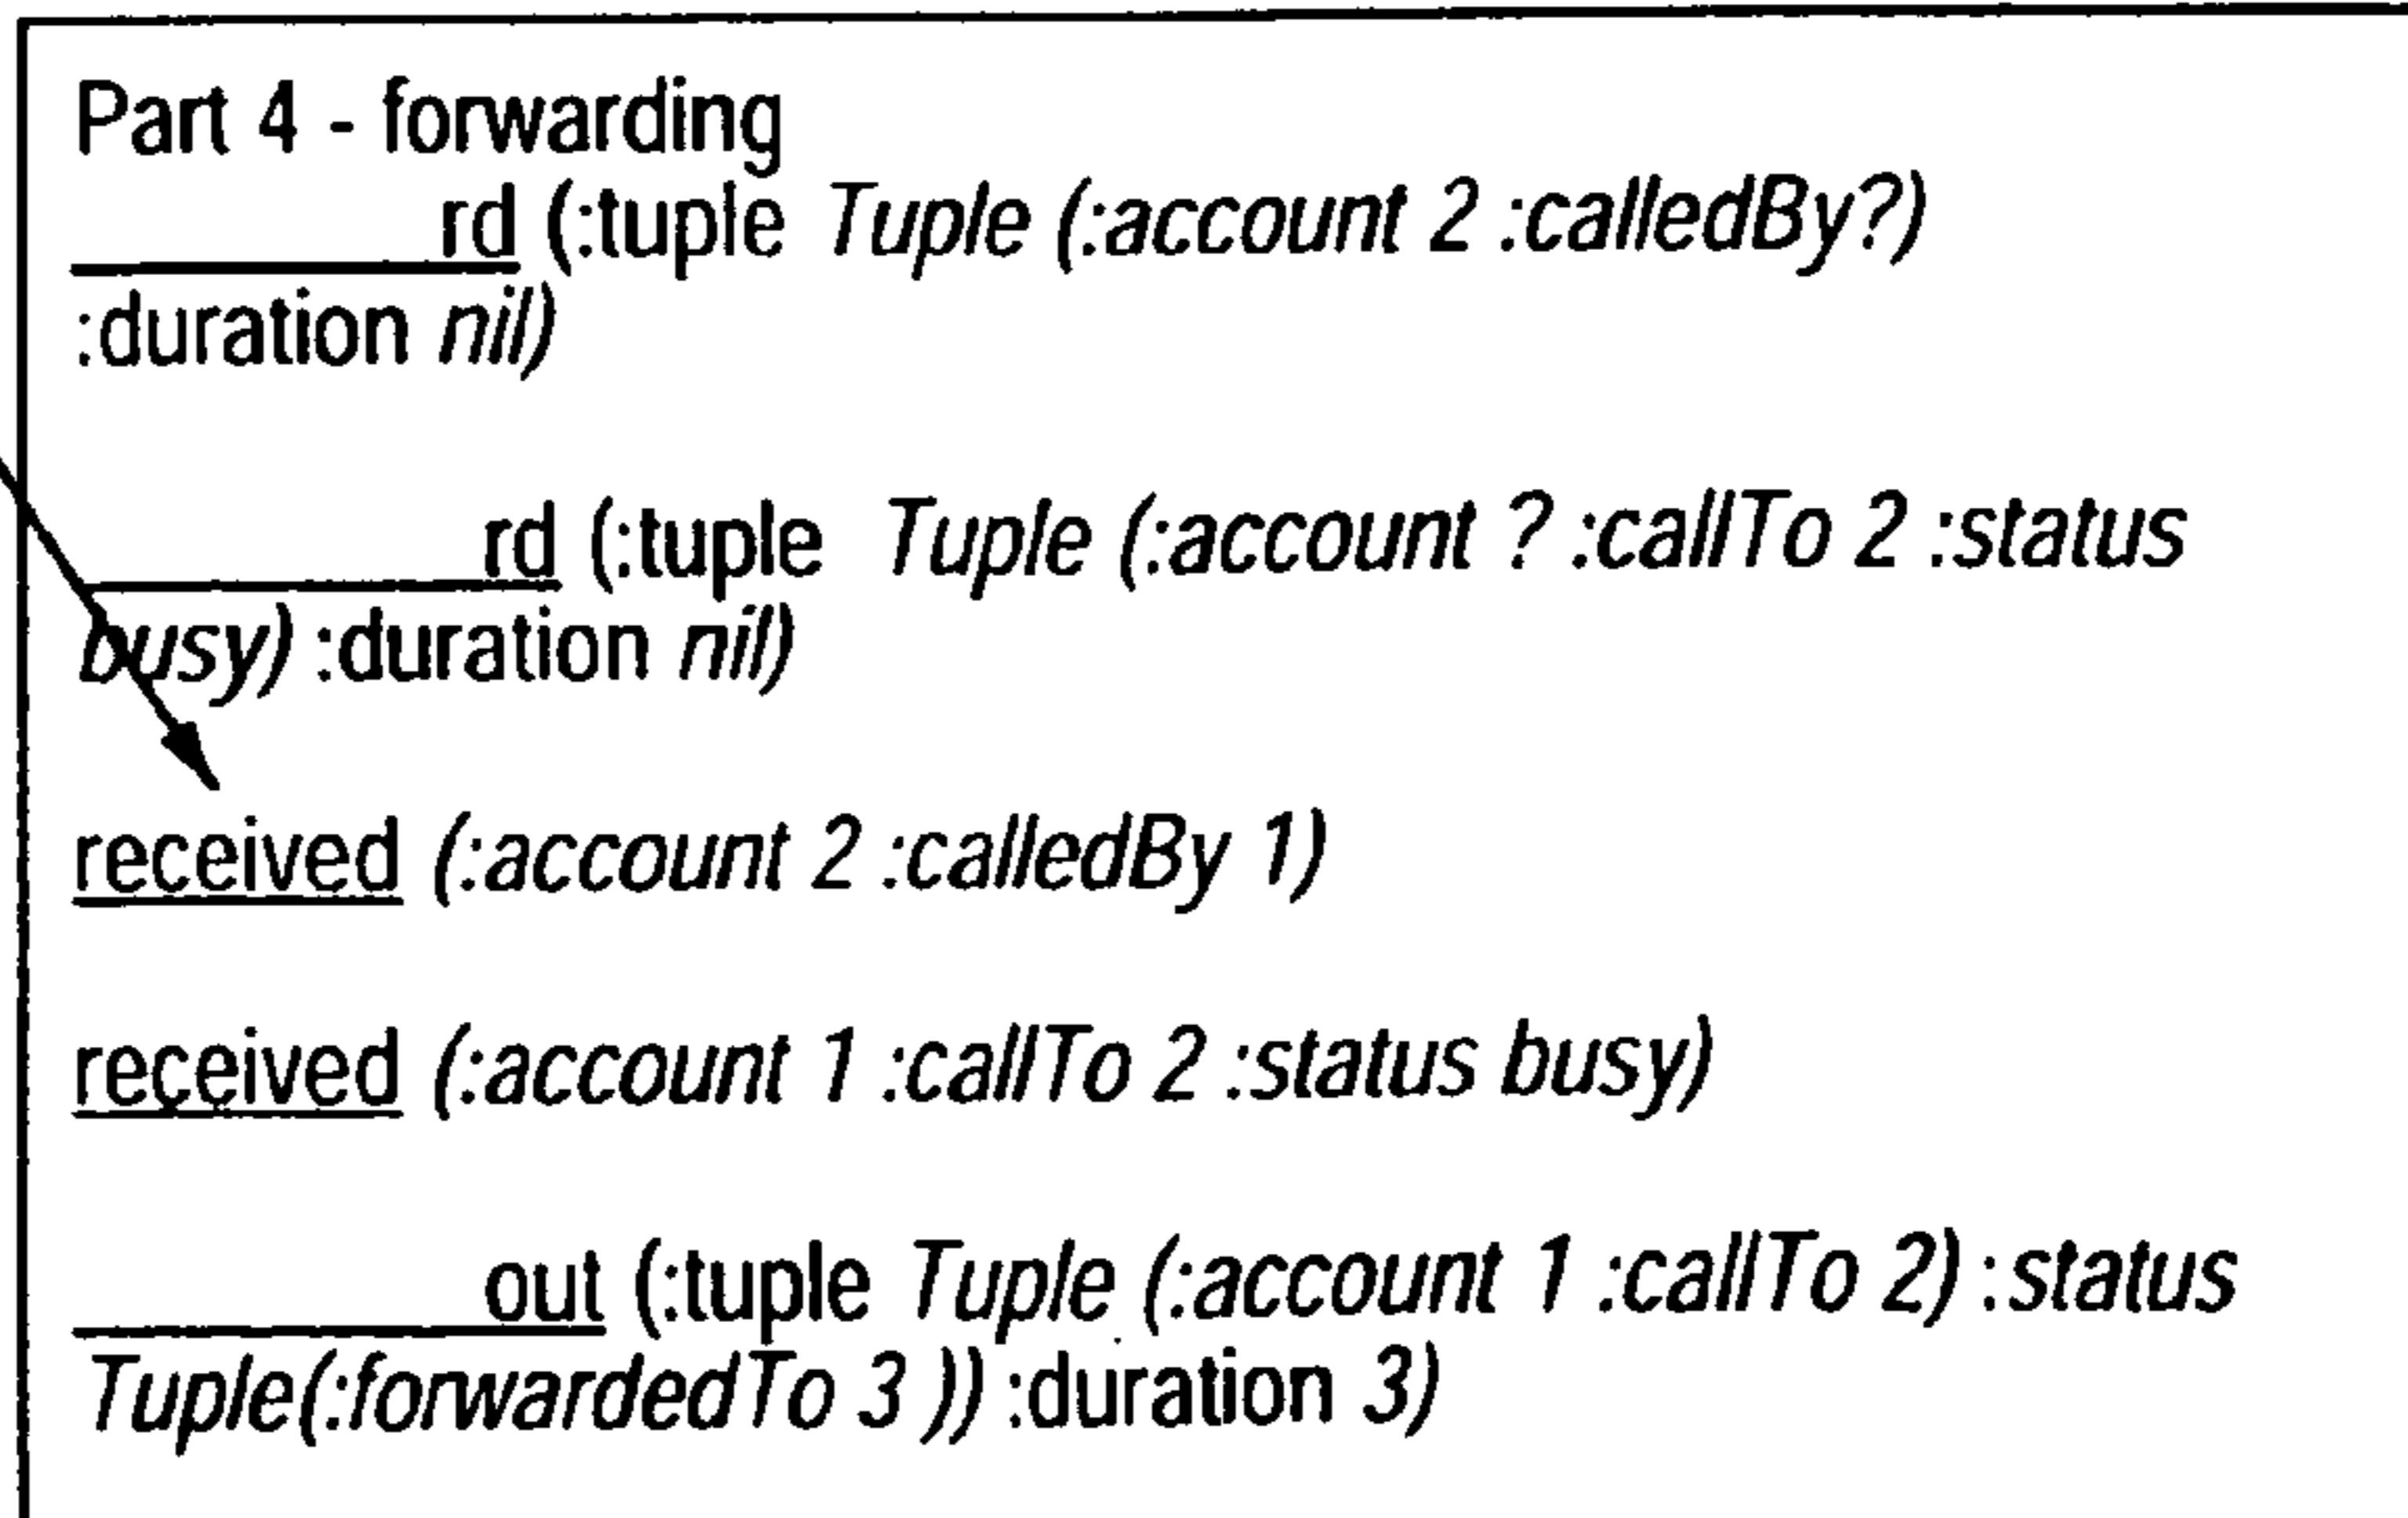 Part 4 - forwarding
rd (:tuple Tuple (:account 2 :calledBy?)
:duration nil)
rd (:tuple Tuple (:account ? :callTo 2 :status
busy) :duration nil)
received (:account 2 :calledBy 1)
received (:account 1 :callTo 2 :status busy)
out (:tuple Tuple (:account 1 :callTo 2) :status
Tuple(:forwardedTo 3 )) :duration 3)